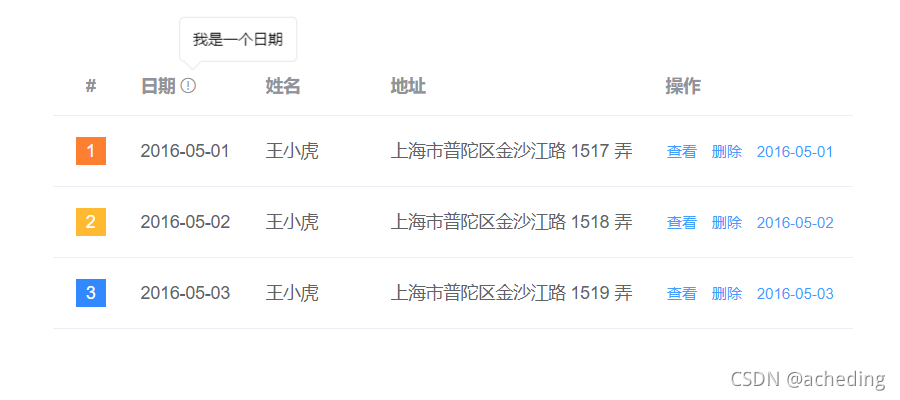 我是一个日期
# 日期 姓名 地址 操作
1 2016-05-01 王小虎 上海市普陀区金沙江路 1517 弄 查看 删除 2016-05-01
2 2016-05-02 王小虎 上海市普陀区金沙江路 1518 弄 查看 删除 2016-05-02
3 2016-05-03 王小虎 上海市普陀区金沙江路 1519 弄 查看 删除 2016-05-03
CSDN @acheding